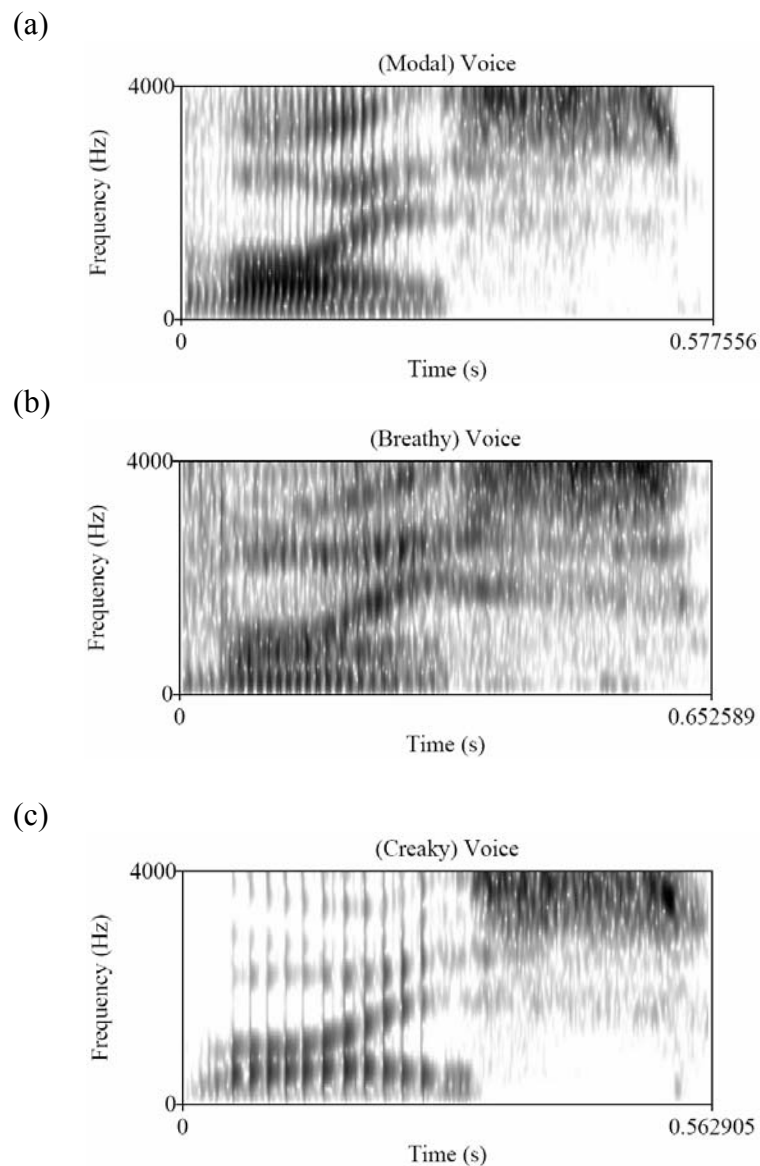 (a)
(Modal) Voice
4000
Frequency (Hz)
0
0
0.577556
Time (s)
(b)
(Breathy) Voice
4000
Frequency (Hz)
0
0
0.652589
Time (s)
(c)
(Creaky) Voice
4000
Frequency (Hz)
0
0
0.562905
Time (s)